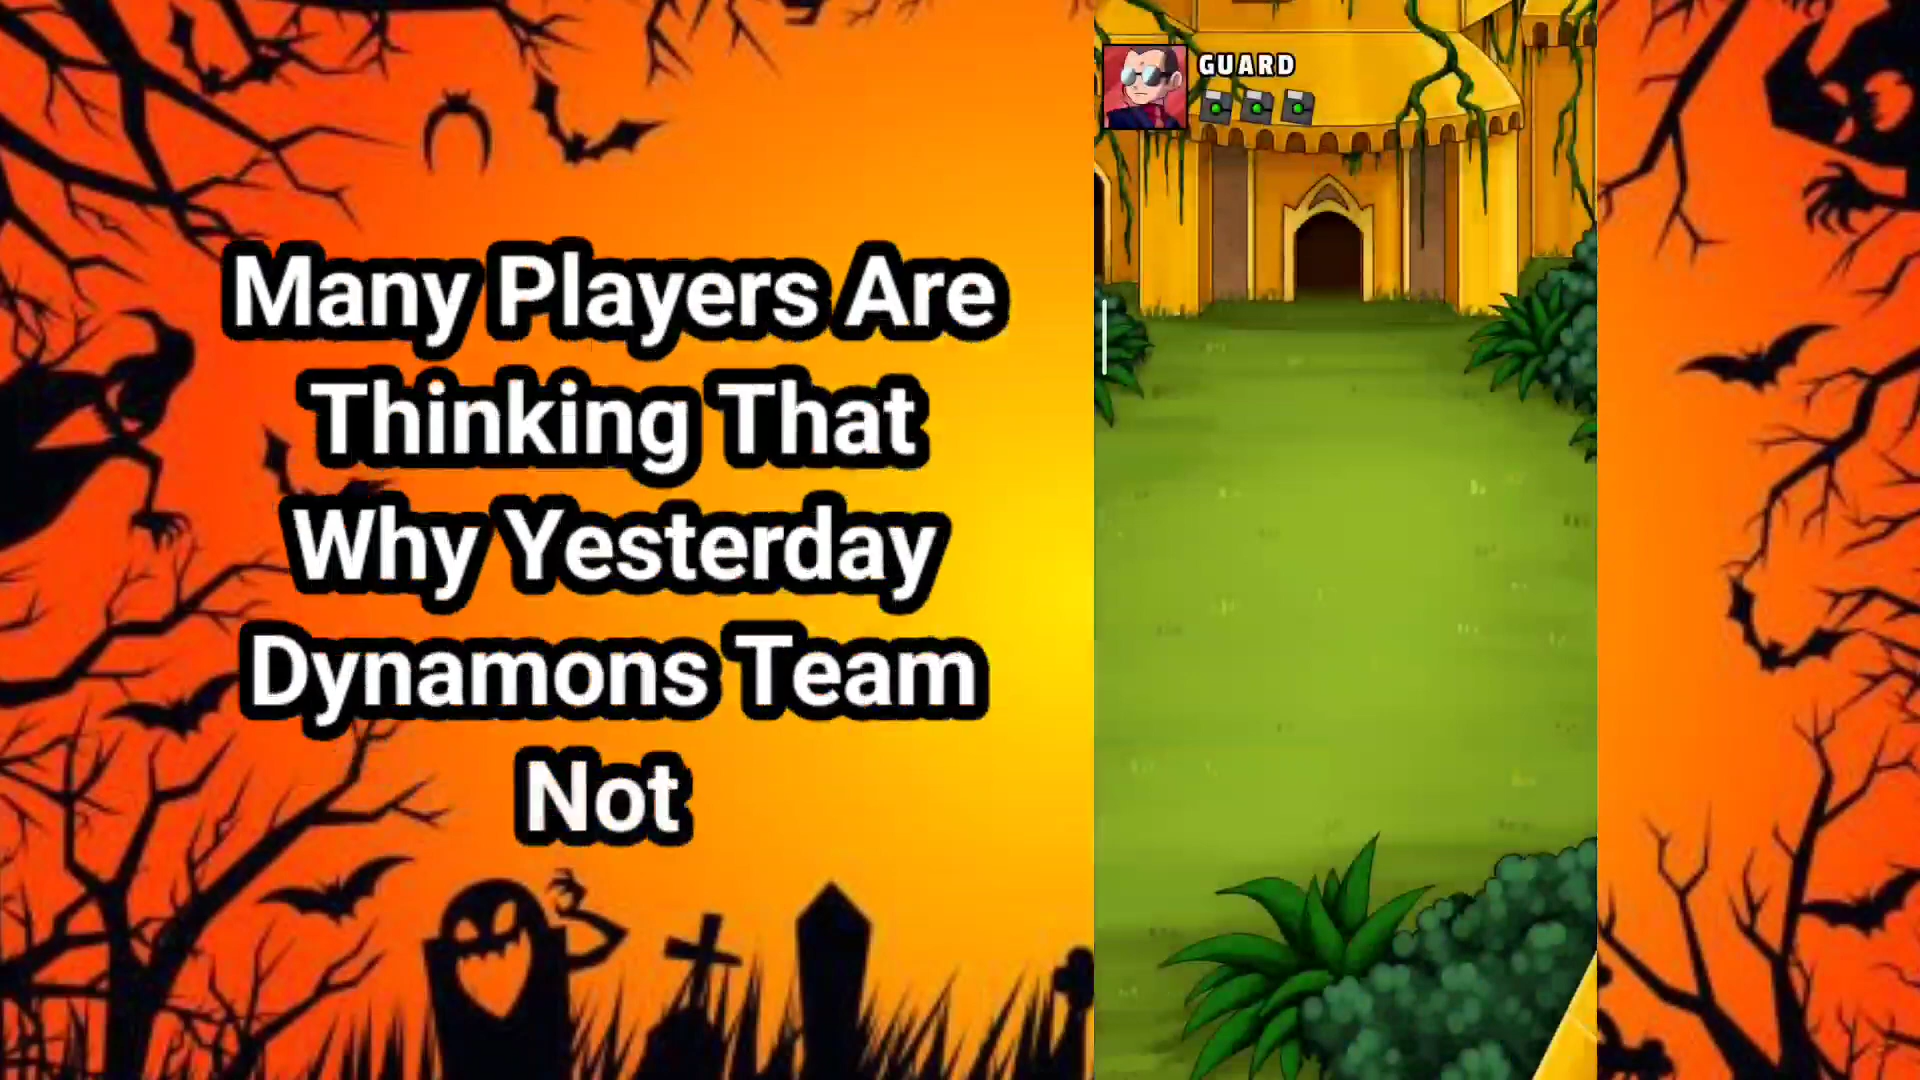 Many Players Are
Thinking That
Why Yesterday
Dynamons Team
Not
GUARD